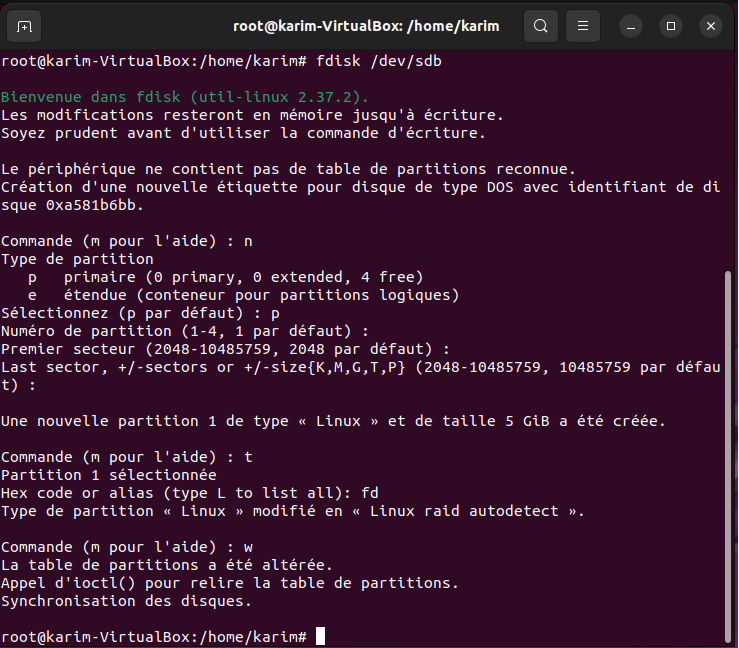 root@karim-VirtualBox: /home/karim
root@karim-VirtualBox:/home/karim# fdisk /dev/sdb
Bienvenue dans fdisk (util-linux 2.37.2).
Les modifications resteront en mémoire jusqu'à écriture.
Soyez prudent avant d'utiliser la commande d'écriture.
Le périphérique ne contient pas de table de partitions reconnue.
Création d'une nouvelle étiquette pour disque de type DOS avec identifiant de di
sque 0xa581b6bb.
Commande (m pour l'aide) : n
Type de partition
   p   primaire (0 primary, 0 extended, 4 free)
   e   étendue (conteneur pour partitions logiques)
Sélectionnez (p par défaut) : p
Numéro de partition (1-4, 1 par défaut) :
Premier secteur (2048-10485759, 2048 par défaut) :
Last sector, +/-sectors or +/-size{K,M,G,T,P} (2048-10485759, 10485759 par défau
t) :
Une nouvelle partition 1 de type « Linux » et de taille 5 GiB a été créée.
Commande (m pour l'aide) : t
Partition 1 sélectionnée
Hex code or alias (type L to list all): fd
Type de partition « Linux » modifié en « Linux raid autodetect ».
Commande (m pour l'aide) : w
La table de partitions a été altérée.
Appel d'ioctl() pour relire la table de partitions.
Synchronisation des disques.
root@karim-VirtualBox:/home/karim#